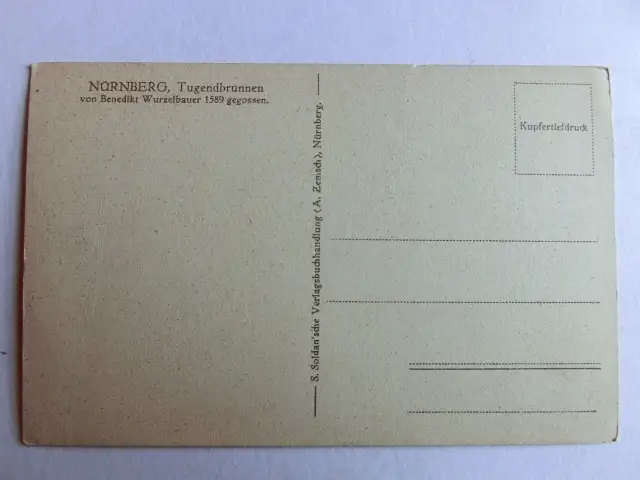 NÜRNBERG, Tugendbrunnen
von Benedikt Wurzelbauer 1589 gegossen.
S. Soldan'sche Verlagsbuchhandlung (A. Zemsch), Nürnberg.
Kupfertiefdruck